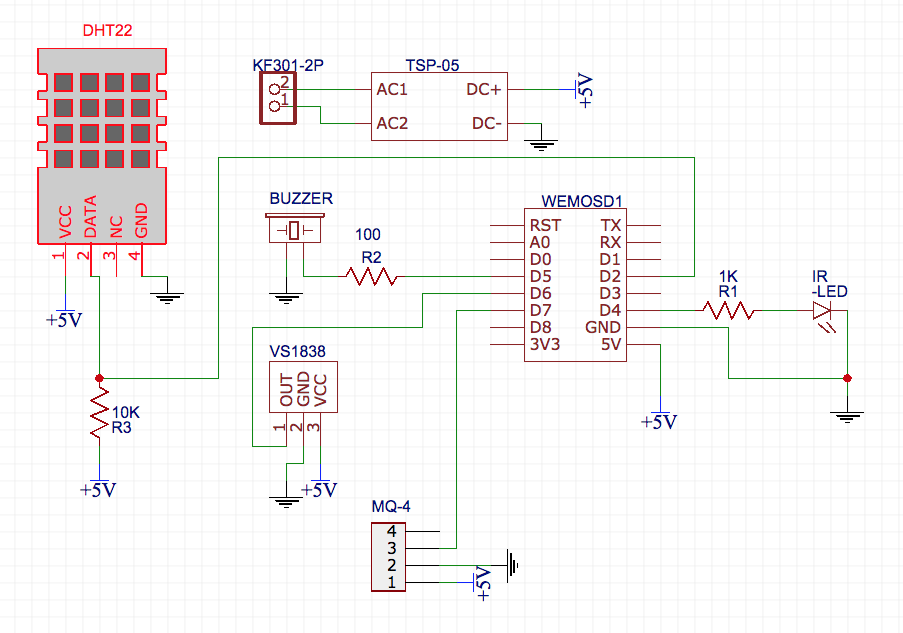 DHT22
VCC
DATA
NC
GND
1
2
3
4
+5V
10K
R3
+5V
KF301-2P
2
1
TSP-05
AC1
DC+
AC2
DC-
+5V
BUZZER
100
R2
WEMOSD1
RST
TX
A0
RX
D0
D1
D5
D2
D6
D3
D7
D4
D8
GND
3V3
5V
+5V
1K
R1
IR
-LED
VS1838
OUT
GND
VCC
1
2
3
+5V
MQ-4
4
3
2
1
+5V